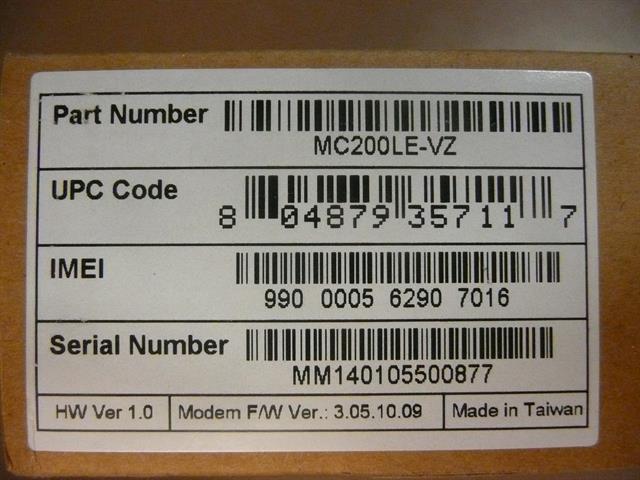 Part Number
MC200LE-VZ
UPC Code
8 04879 35711 7
IMEI
990 0005 6290 7016
Serial Number
MM140105500877
HW Ver 1.0 Modem F/W Ver.: 3.05.10.09 Made in Taiwan